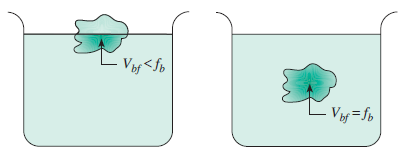 V_bf < f_b
V_bf = f_b